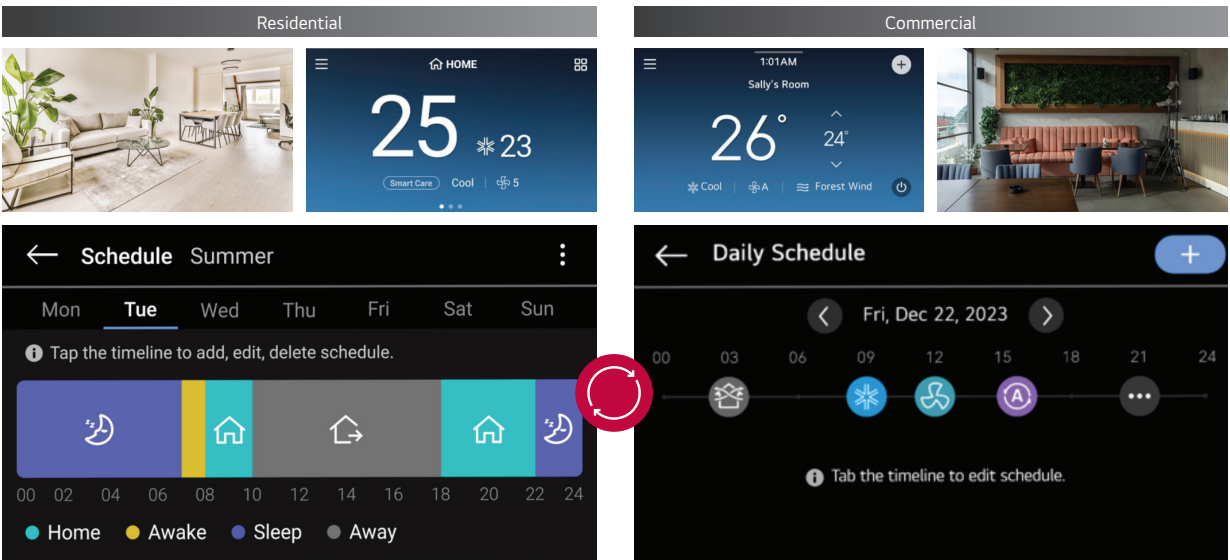 Residential
HOME
25
23
Smart Care Cool 5
Schedule Summer
Mon Tue Wed Thu Fri Sat Sun
Tap the timeline to add, edit, delete schedule.
00 02 04 06 08 10 12 14 16 18 20 22 24
Home Awake Sleep Away
Commercial
1:01AM
Sally's Room
26°
24°
Cool A Forest Wind
Daily Schedule
Fri, Dec 22, 2023
00 03 06 09 12 15 18 21 24
A
Tab the timeline to edit schedule.